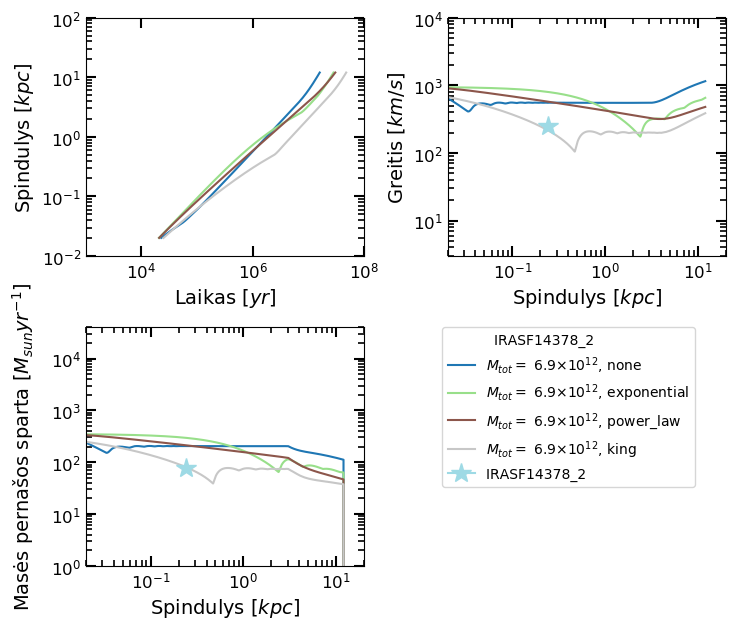 10²
10¹
10⁰
10⁻¹
10⁻²
Spindulys [kpc]
10⁴ 10⁶ 10⁸
Laikas [yr]
10⁴
10³
10²
10¹
Greitis [km/s]
10⁻¹ 10⁰ 10¹
Spindulys [kpc]
10⁴
10³
10²
10¹
10⁰
Masės pernašos sparta [M_sun yr⁻¹]
10⁻¹ 10⁰ 10¹
Spindulys [kpc]
IRASF14378_2
M_tot = 6.9×10¹², none
M_tot = 6.9×10¹², exponential
M_tot = 6.9×10¹², power_law
M_tot = 6.9×10¹², king
IRASF14378_2